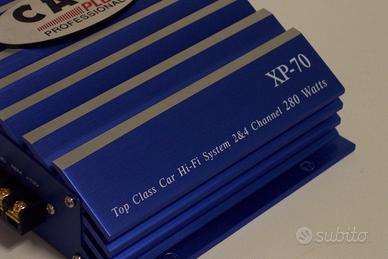 PROFESSIONAL
XP-70
Top Class Car Hi-Fi System 2&4 Channel 280 Watts
subito